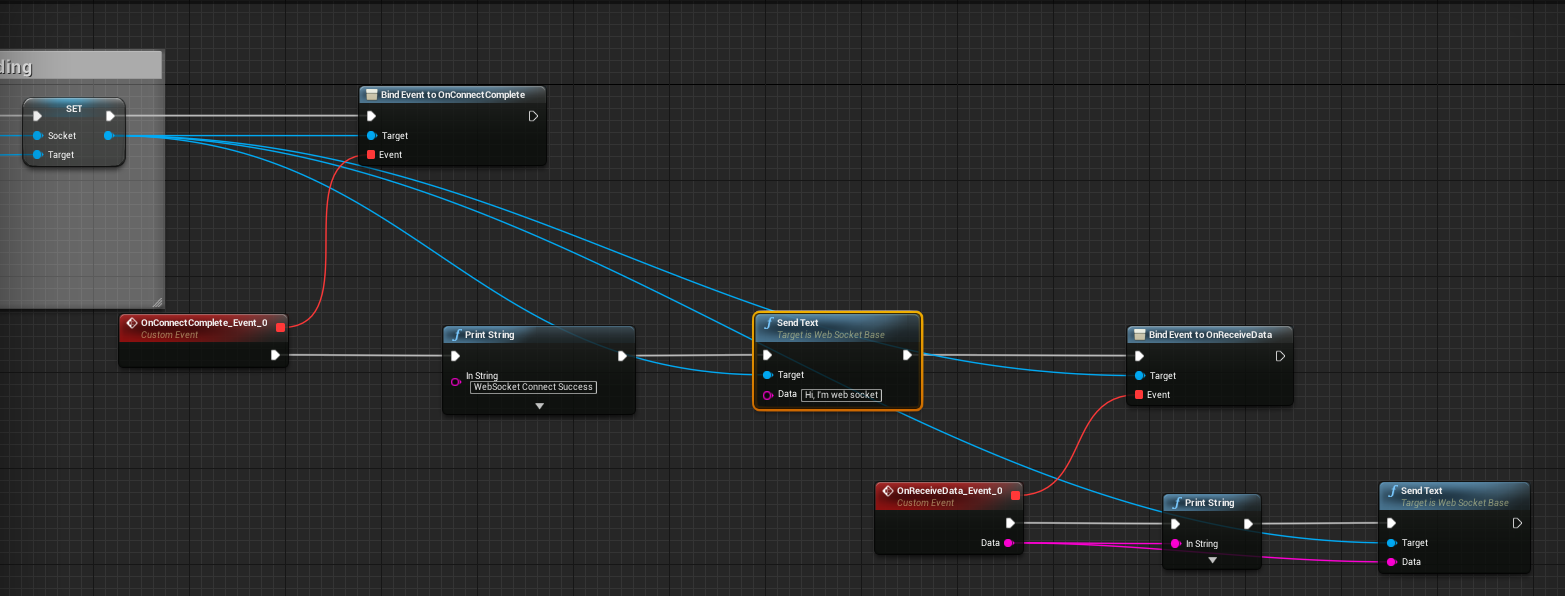 ding
SET
Socket
Target
Bind Event to OnConnectComplete
Target
Event
OnConnectComplete_Event_0
Custom Event
Print String
In String
WebSocket Connect Success
Send Text
Target is Web Socket Base
Target
Data Hi, I'm web socket
Bind Event to OnReceiveData
Target
Event
OnReceiveData_Event_0
Custom Event
Data
Print String
In String
Send Text
Target is Web Socket Base
Target
Data